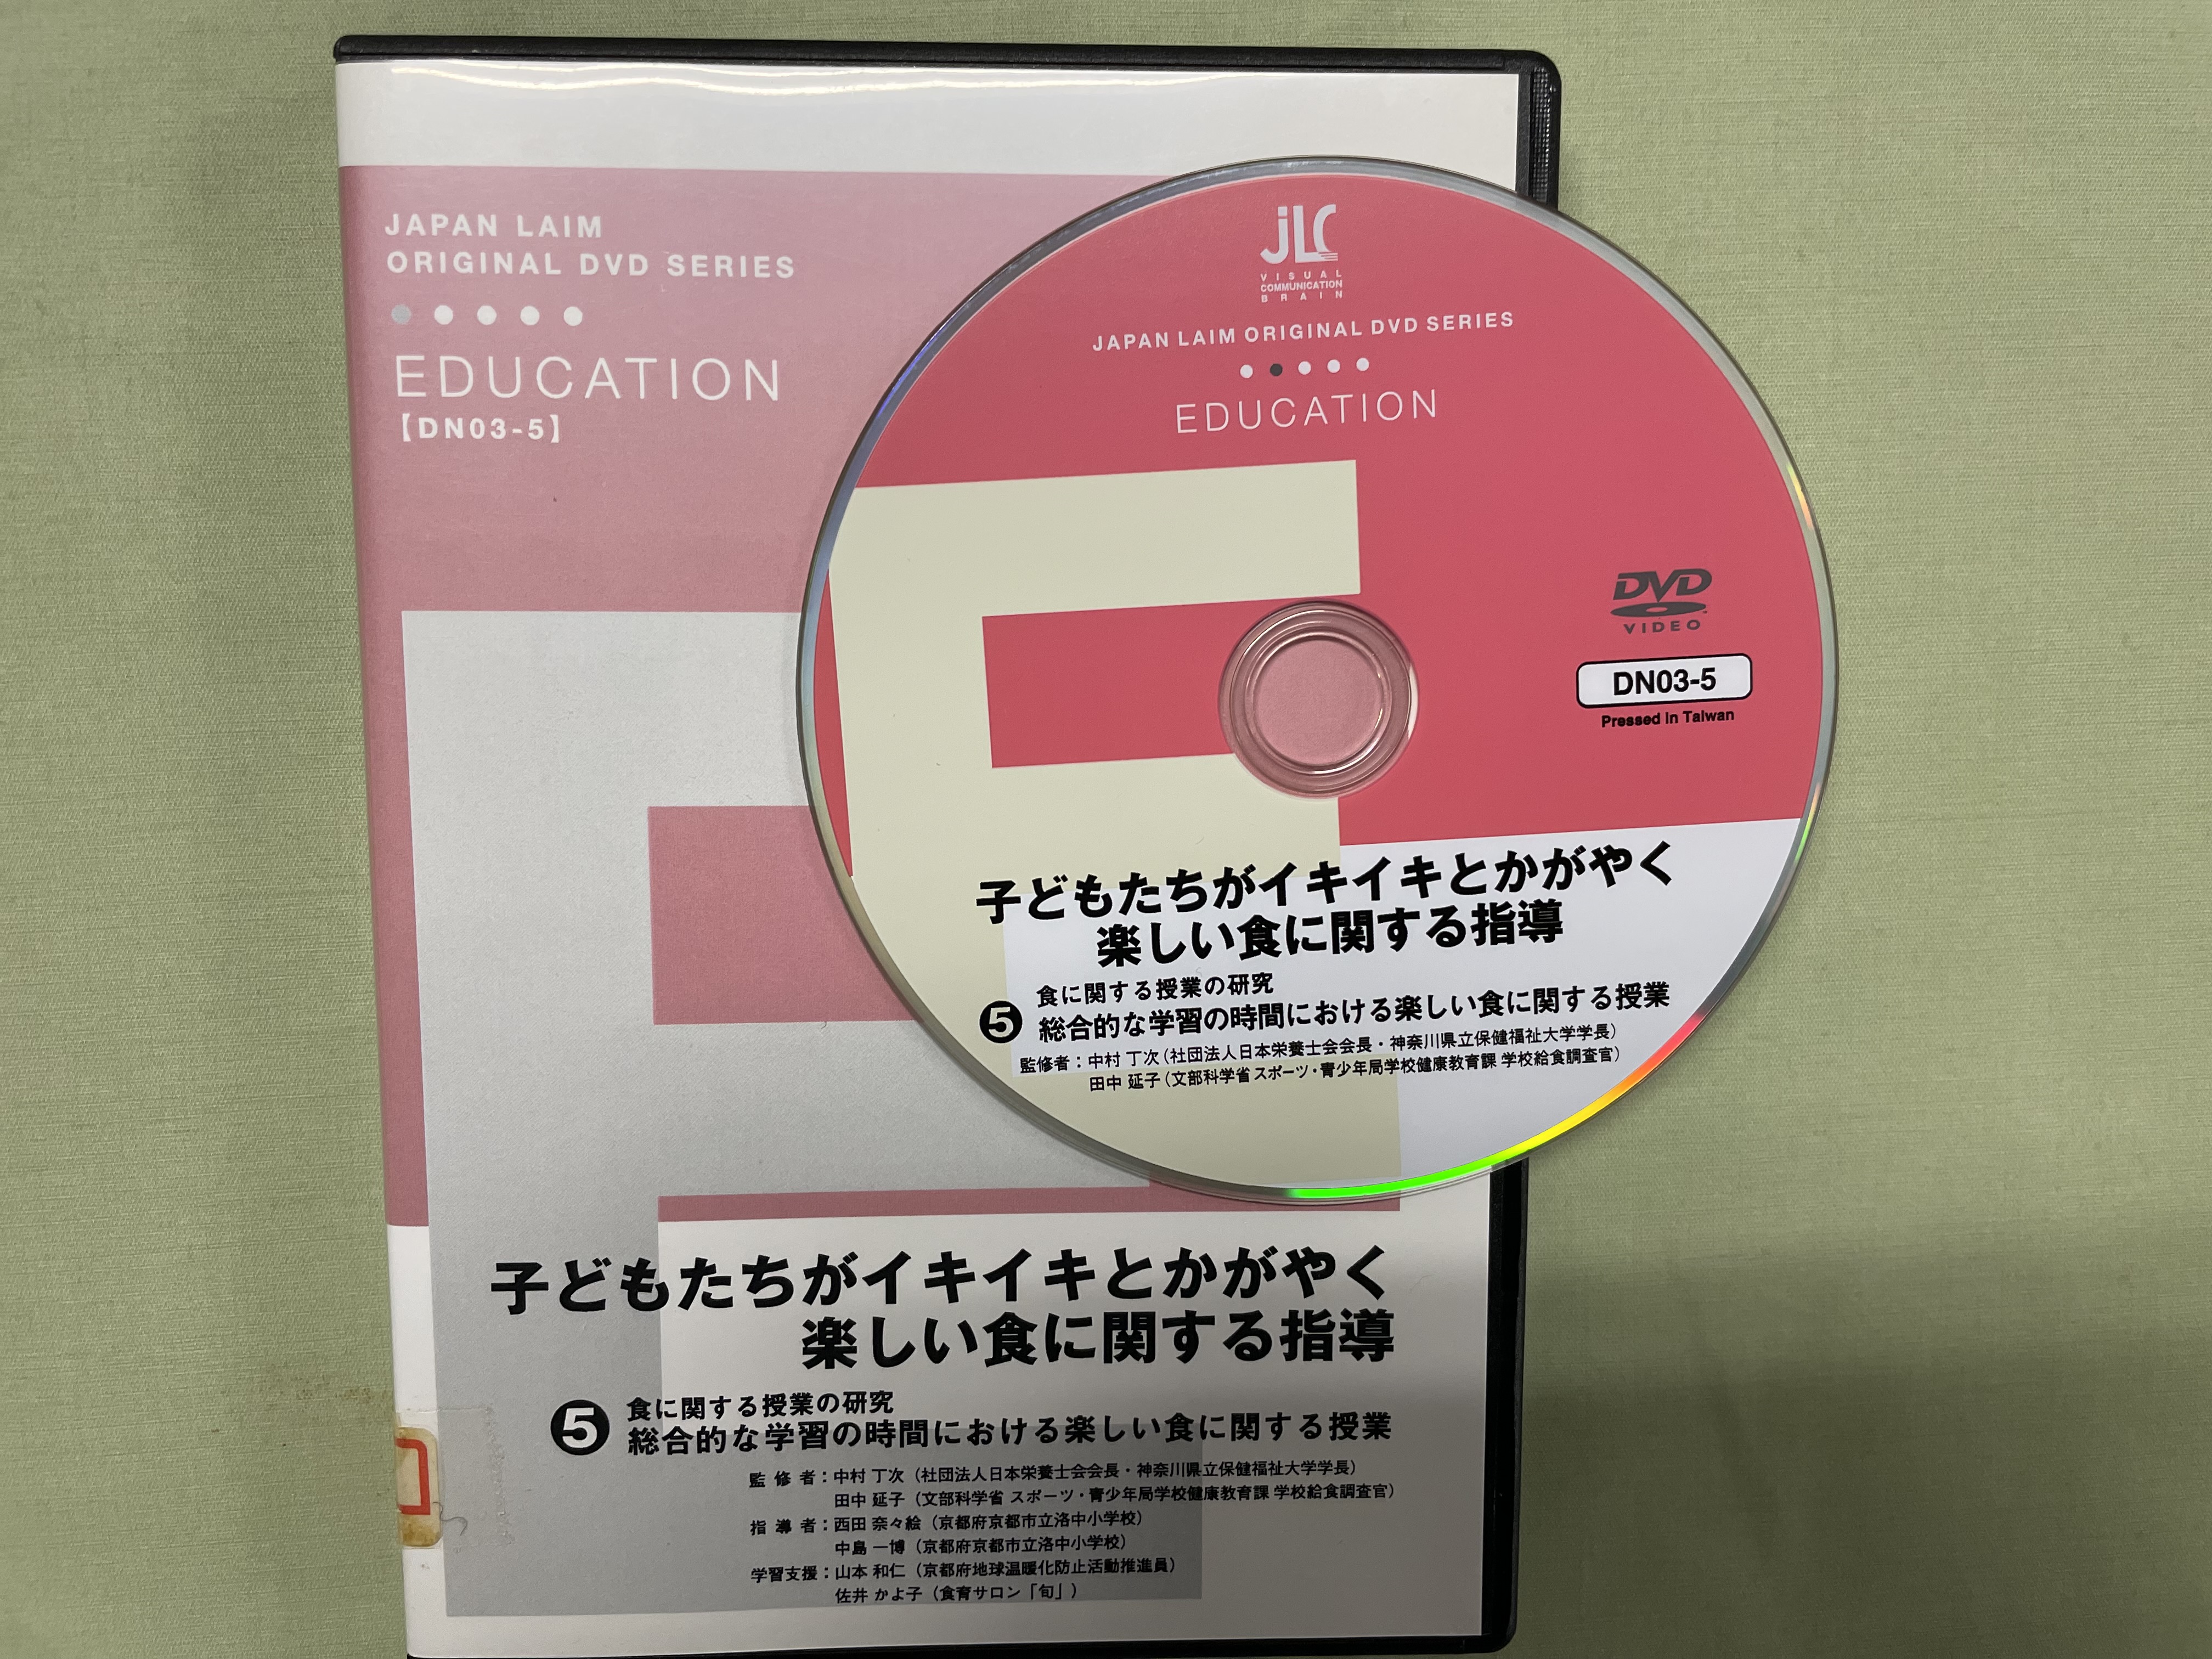 JAPAN LAIM
ORIGINAL DVD SERIES
EDUCATION
【DN03-5】
子どもたちがイキイキとかがやく
楽しい食に関する指導
❺
食に関する授業の研究
総合的な学習の時間における楽しい食に関する授業
監修者：中村 丁次（社団法人日本栄養士会会長・神奈川県立保健福祉大学学長）
田中 延子（文部科学省 スポーツ・青少年局学校健康教育課 学校給食調査官）
指導者：西田 奈々絵（京都府京都市立洛中小学校）
中島 一博（京都府京都市立洛中小学校）
学習支援：山本 和仁（京都府地球温暖化防止活動推進員）
佐井 かよ子（食育サロン「旬」）
JLC
VISUAL
COMMUNICATION
BRAIN
JAPAN LAIM ORIGINAL DVD SERIES
EDUCATION
DVD
VIDEO
DN03-5
Pressed in Taiwan
子どもたちがイキイキとかがやく
楽しい食に関する指導
❺
食に関する授業の研究
総合的な学習の時間における楽しい食に関する授業
監修者：中村 丁次（社団法人日本栄養士会会長・神奈川県立保健福祉大学学長）
田中 延子（文部科学省 スポーツ・青少年局学校健康教育課 学校給食調査官）